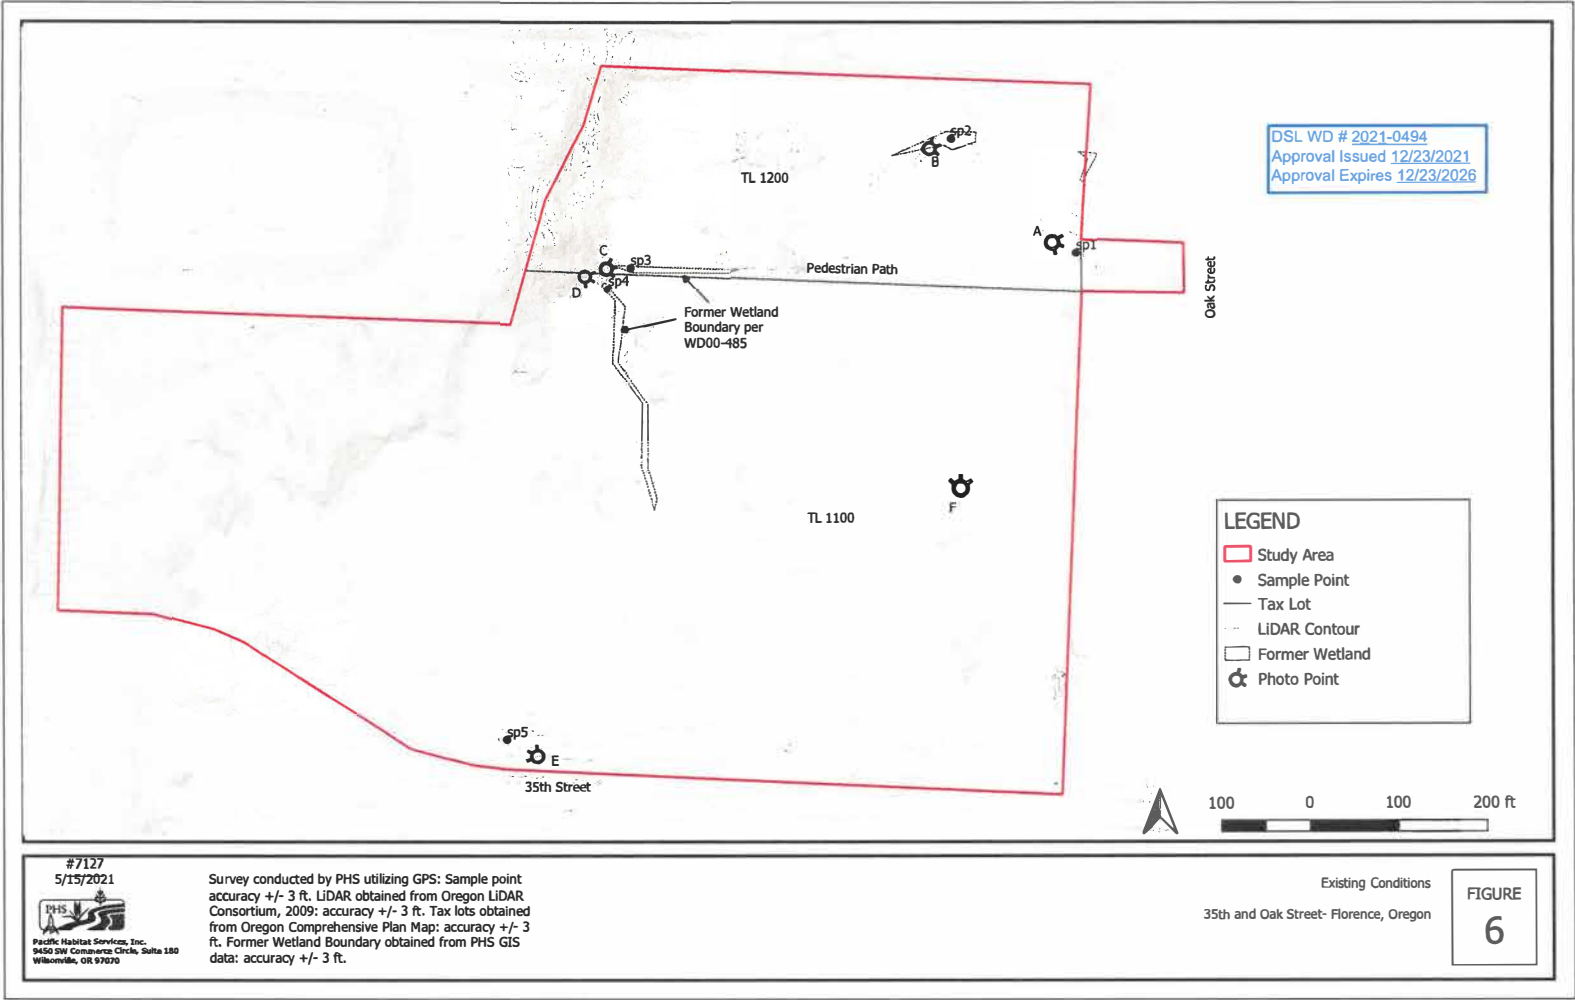 DSL WD # 2021-0494
Approval Issued 12/23/2021
Approval Expires 12/23/2026
sp2
B
TL 1200
A
sp1
C
sp3
sp4
D
Pedestrian Path
Oak Street
Former Wetland
Boundary per
WD00-485
F
TL 1100
LEGEND
Study Area
Sample Point
Tax Lot
LiDAR Contour
Former Wetland
Photo Point
sp5
E
35th Street
100 0 100 200 ft
#7127
5/15/2021
PHS
Pacific Habitat Services, Inc.
9450 SW Commerce Circle, Suite 180
Wilsonville, OR 97070
Survey conducted by PHS utilizing GPS: Sample point
accuracy +/- 3 ft. LiDAR obtained from Oregon LiDAR
Consortium, 2009: accuracy +/- 3 ft. Tax lots obtained
from Oregon Comprehensive Plan Map: accuracy +/- 3
ft. Former Wetland Boundary obtained from PHS GIS
data: accuracy +/- 3 ft.
Existing Conditions
35th and Oak Street- Florence, Oregon
FIGURE
6